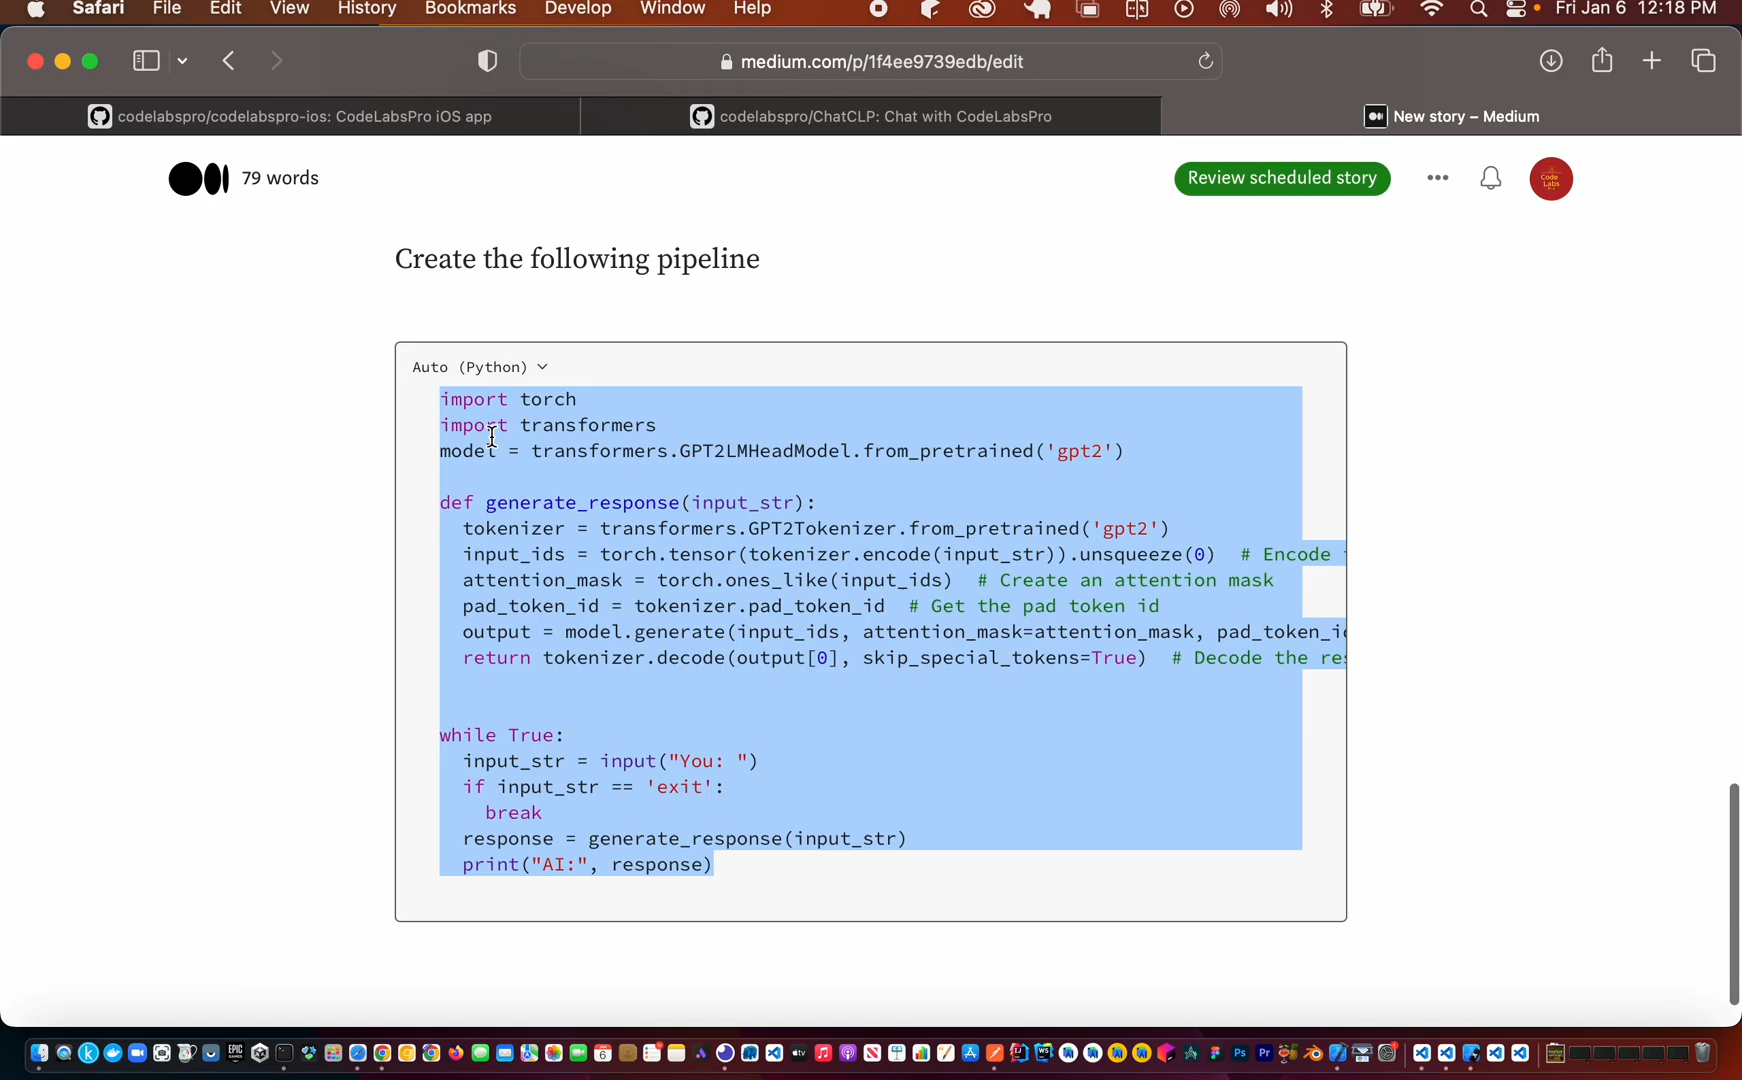 Safari File Edit View History Bookmarks Develop Window Help Fri Jan 6 12:18 PM
medium.com/p/1f4ee9739edb/edit
codelabspro/codelabspro-ios: CodeLabsPro iOS app codelabspro/ChatCLP: Chat with CodeLabsPro New story – Medium
79 words Review scheduled story Code Labs
Create the following pipeline
Auto (Python)
import torch
import transformers
model = transformers.GPT2LMHeadModel.from_pretrained('gpt2')
def generate_response(input_str):
tokenizer = transformers.GPT2Tokenizer.from_pretrained('gpt2')
input_ids = torch.tensor(tokenizer.encode(input_str)).unsqueeze(0) # Encode
attention_mask = torch.ones_like(input_ids) # Create an attention mask
pad_token_id = tokenizer.pad_token_id # Get the pad token id
output = model.generate(input_ids, attention_mask=attention_mask, pad_token_i
return tokenizer.decode(output[0], skip_special_tokens=True) # Decode the re
while True:
input_str = input("You: ")
if input_str == 'exit':
break
response = generate_response(input_str)
print("AI:", response)